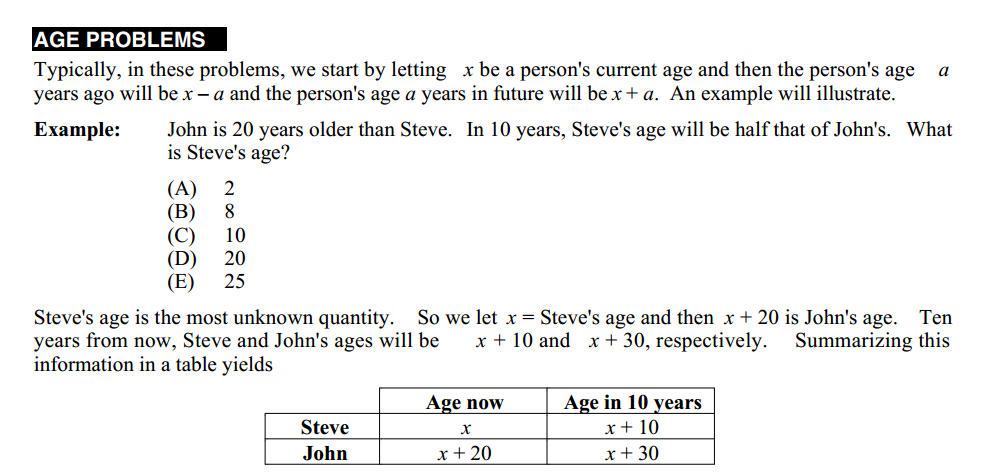 AGE PROBLEMS
Typically, in these problems, we start by letting x be a person's current age and then the person's age a
years ago will be x – a and the person's age a years in future will be x + a. An example will illustrate.
Example: John is 20 years older than Steve. In 10 years, Steve's age will be half that of John's. What
is Steve's age?
(A) 2
(B) 8
(C) 10
(D) 20
(E) 25
Steve's age is the most unknown quantity. So we let x = Steve's age and then x + 20 is John's age. Ten
years from now, Steve and John's ages will be x + 10 and x + 30, respectively. Summarizing this
information in a table yields
Age now Age in 10 years
Steve x x + 10
John x + 20 x + 30